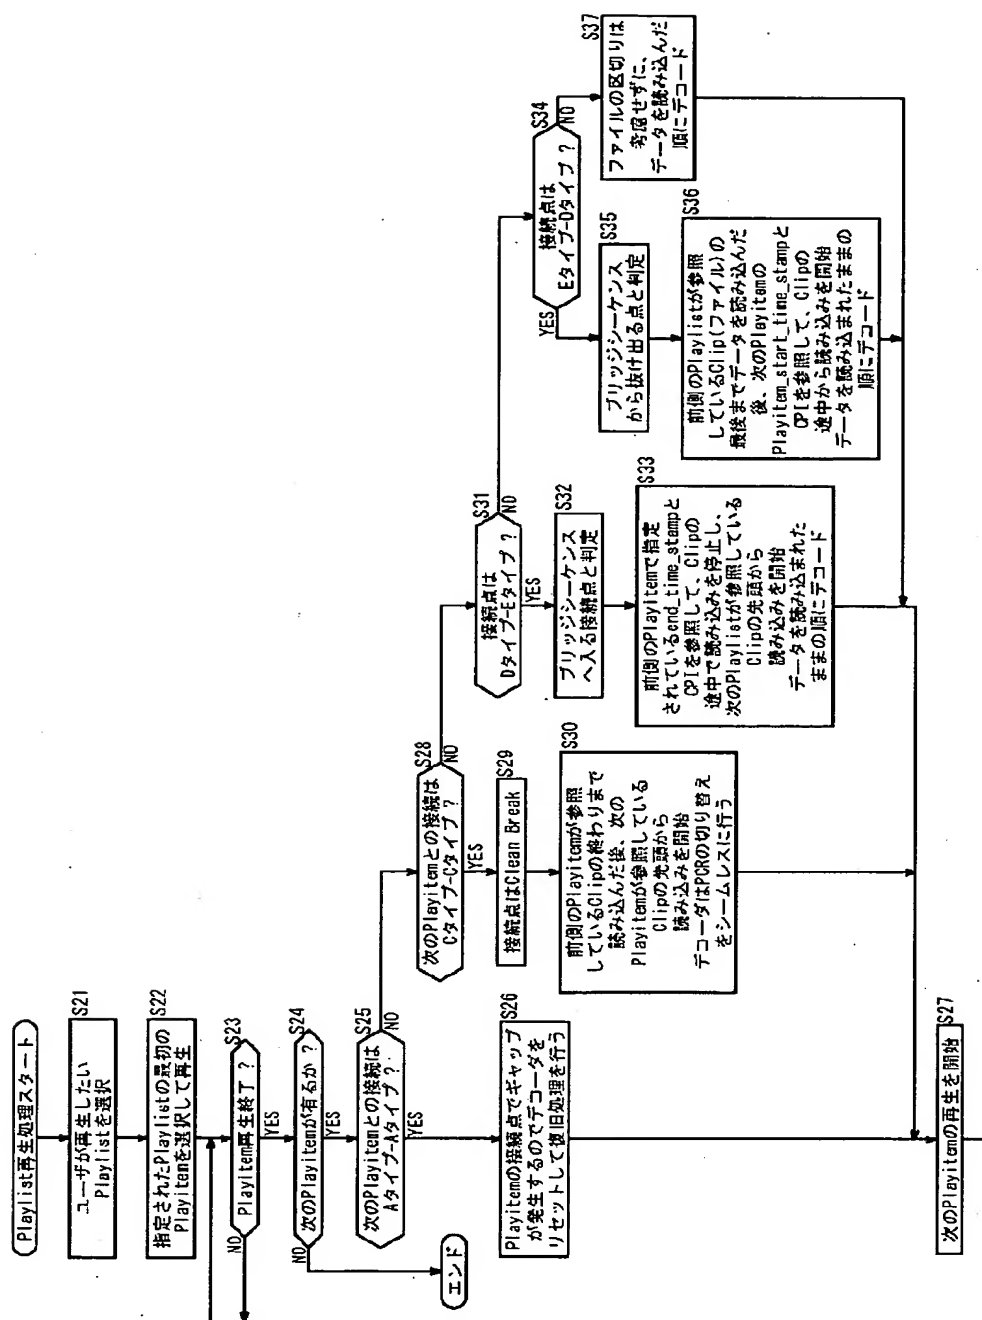 Playlist再生処理スタート
S21
ユーザが再生したい
Playlistを選択
S22
指定されたPlaylistの最初の
Playitemを選択して再生
S23
Playitem再生終了？
NO
YES
S24
次のPlayitemが有るか？
NO
YES
エンド
S25
次のPlayitemとの接続は
Aタイプ-Aタイプ？
NO
YES
S26
Playitemの接続点でギャップ
が発生するのでデコーダを
リセットして復旧処理を行う
S27
次のPlayitemの再生を開始
S28
次のPlayitemとの接続は
Cタイプ-Cタイプ？
NO
YES
S29
接続点はClean Break
S30
前側のPlayitemが参照
しているClipの終わりまで
読み込んだ後、次の
Playitemが参照している
Clipの先頭から
読み込みを開始
デコーダはPCRの切り替え
をシームレスに行う
S31
接続点は
Dタイプ-Eタイプ？
NO
YES
S32
ブリッジシーケンス
へ入る接続点と判定
S33
前側のPlayitemで指定
されているend_time_stampと
CPIを参照して、Clipの
途中で読み込みを停止し、
次のPlaylistが参照している
Clipの先頭から
読み込みを開始
データを読み込まれた
ままの順にデコード
S34
接続点は
Eタイプ-Dタイプ？
NO
YES
S35
ブリッジシーケンス
から抜け出る点と判定
S36
前側のPlaylistが参照
しているClip(ファイル)の
最後までデータを読み込んだ
後、次のPlayitemの
Playitem_start_time_stampと
CPIを参照して、Clipの
途中から読み込みを開始
データを読み込まれたままの
順にデコード
S37
ファイルの区切りは
考慮せずに、
データを読み込んだ
順にデコード